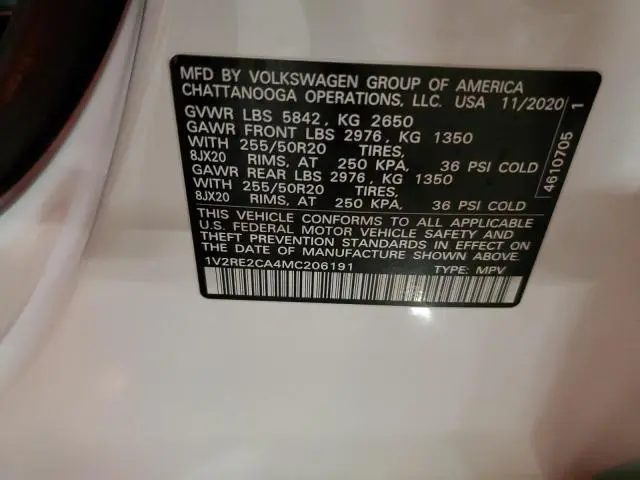 MFD BY VOLKSWAGEN GROUP OF AMERICA
CHATTANOOGA OPERATIONS, LLC. USA 11/2020
GVWR LBS 5842, KG 2650
GAWR FRONT LBS 2976, KG 1350
WITH 255/50R20 TIRES,
8JX20 RIMS, AT 250 KPA, 36 PSI COLD
GAWR REAR LBS 2976, KG 1350
WITH 255/50R20 TIRES,
8JX20 RIMS, AT 250 KPA, 36 PSI COLD
THIS VEHICLE CONFORMS TO ALL APPLICABLE
U.S. FEDERAL MOTOR VEHICLE SAFETY AND
THEFT PREVENTION STANDARDS IN EFFECT ON
THE DATE OF MANUFACTURE SHOWN ABOVE.
1V2RE2CA4MC206191 TYPE: MPV
4610705 1